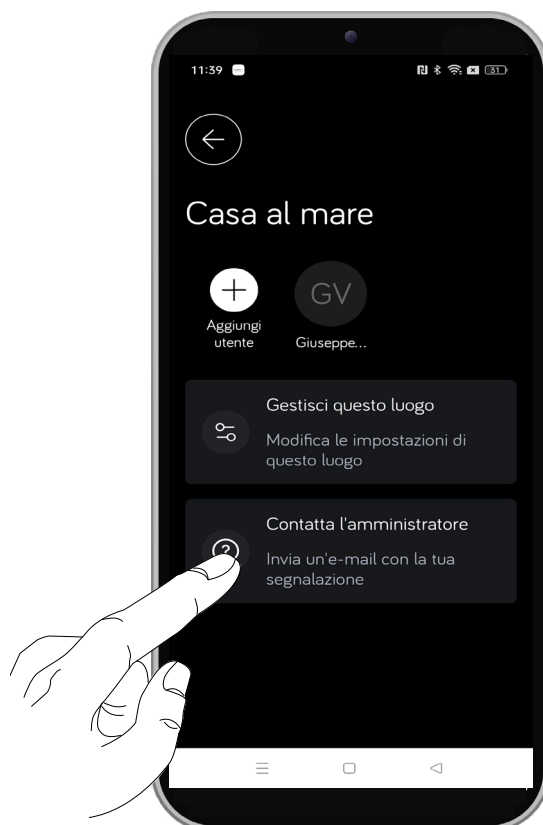 11:39
31
Casa al mare
GV
Aggiungi
utente
Giuseppe...
Gestisci questo luogo
Modifica le impostazioni di
questo luogo
Contatta l'amministratore
?
Invia un'e-mail con la tua
segnalazione